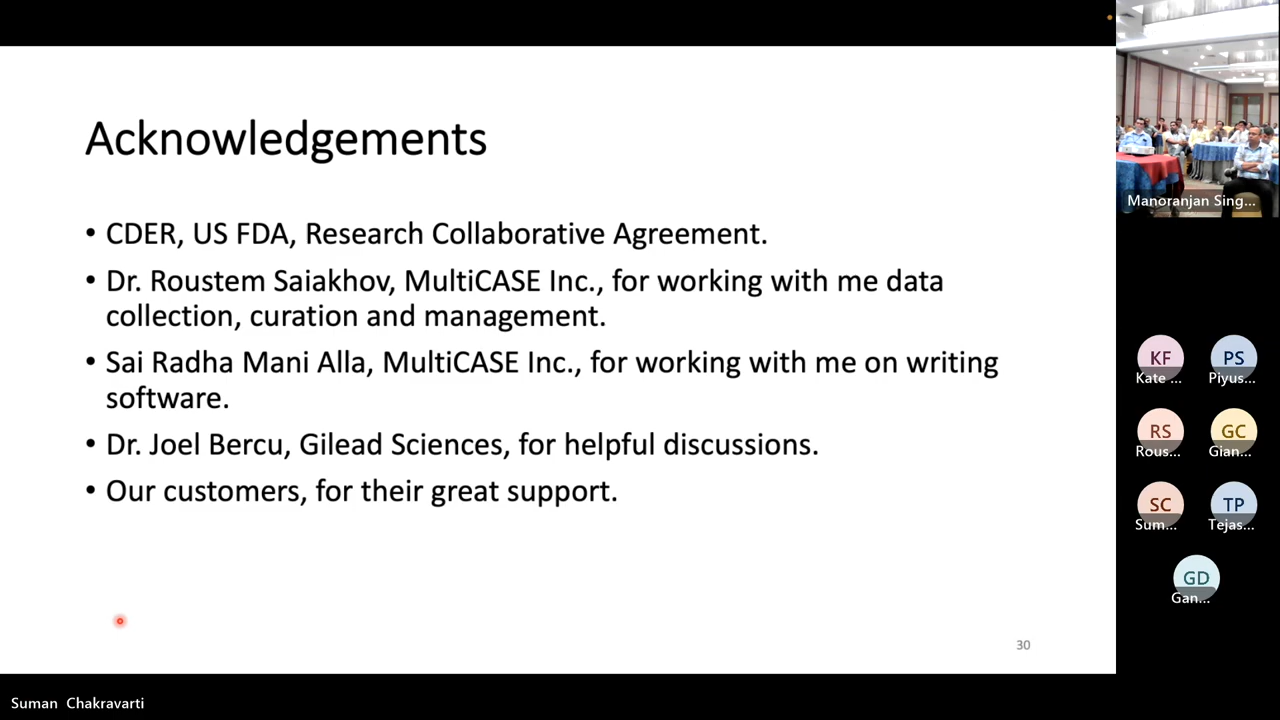 Acknowledgements
• CDER, US FDA, Research Collaborative Agreement.
• Dr. Roustem Saiakhov, MultiCASE Inc., for working with me data
collection, curation and management.
• Sai Radha Mani Alla, MultiCASE Inc., for working with me on writing
software.
• Dr. Joel Bercu, Gilead Sciences, for helpful discussions.
• Our customers, for their great support.
30
Suman Chakravarti
Manoranjan Sing...
KF
Kate ...
PS
Piyus...
RS
Rous...
GC
Gian...
SC
Sum...
TP
Tejas...
GD
Gan...